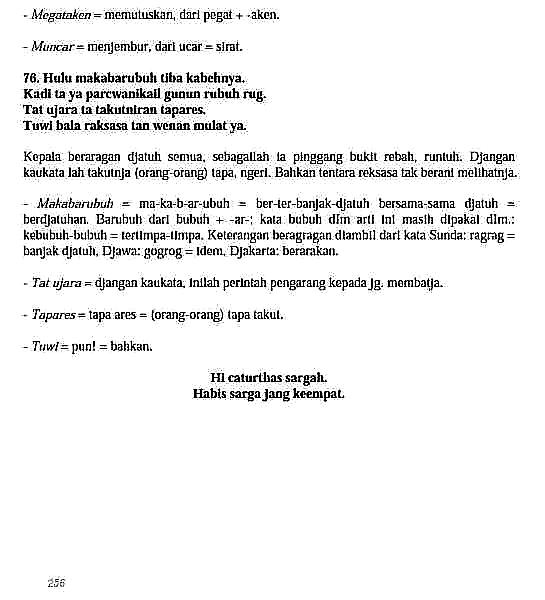 - Megataken = memutuskan, dari pegat + -aken.
- Muncar = menjembur, dari ucar = sirat.
76. Hulu makabarubuh tiba kabehnya.
Kadi ta ya parcwanikail gunun rubuh rug.
Tat ujara ta takutniran tapares.
Tuwi bala raksasa tan wenan mulat ya.
Kepala beraragan djatuh semua, sebagailah ia pinggang bukit rebah, runtuh. Djangan
kaukata lah takutnja (orang-orang) tapa, ngeri. Bahkan tentara reksasa tak berani melihatnja.
- Makabarubuh = ma-ka-b-ar-ubuh = ber-ter-banjak-djatuh bersama-sama djatuh =
berdjatuhan. Barubuh dari bubuh + -ar-; kata bubuh dlm arti ini masih dipakai dlm.:
kebubuh-bubuh = tertimpa-timpa. Keterangan beragragan diambil dari kata Sunda: ragrag =
banjak djatuh, Djawa: gogrog = idem, Djakarta: berarakan.
- Tat ujara = djangan kaukata, inilah perintah pengarang kepada jg. membatja.
- Tapares = tapa ares = (orang-orang) tapa takut.
- Tuwi = pun! = bahkan.
Hi caturthas sargah.
Habis sarga jang keempat.
256